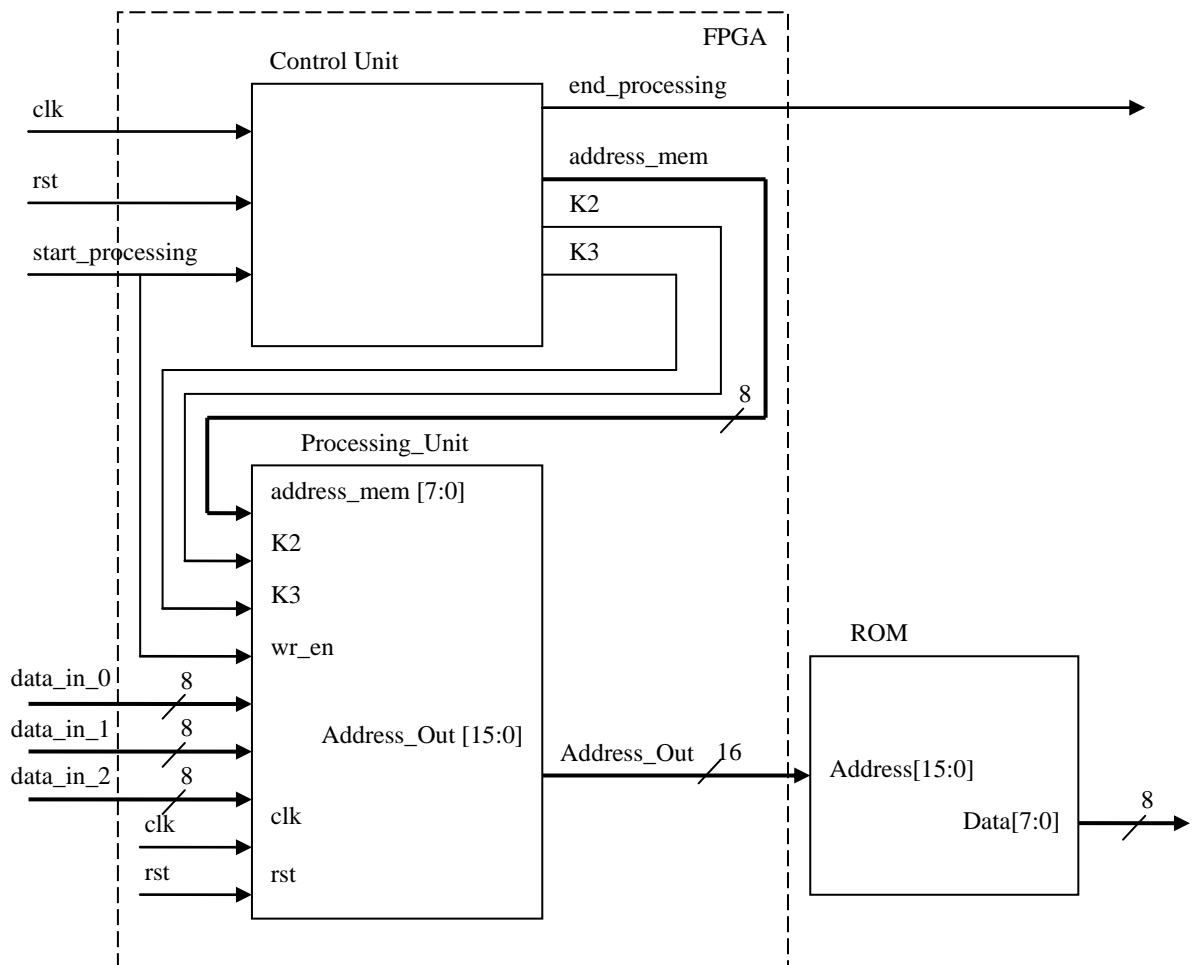 FPGA
Control Unit
end_processing
clk
address_mem
rst
K2
start_processing
K3
8
Processing_Unit
address_mem [7:0]
K2
K3
ROM
wr_en
data_in_0
8
data_in_1
8
Address_Out [15:0]
Address_Out
16
data_in_2
8
Address[15:0]
clk
clk
Data[7:0]
8
rst
rst